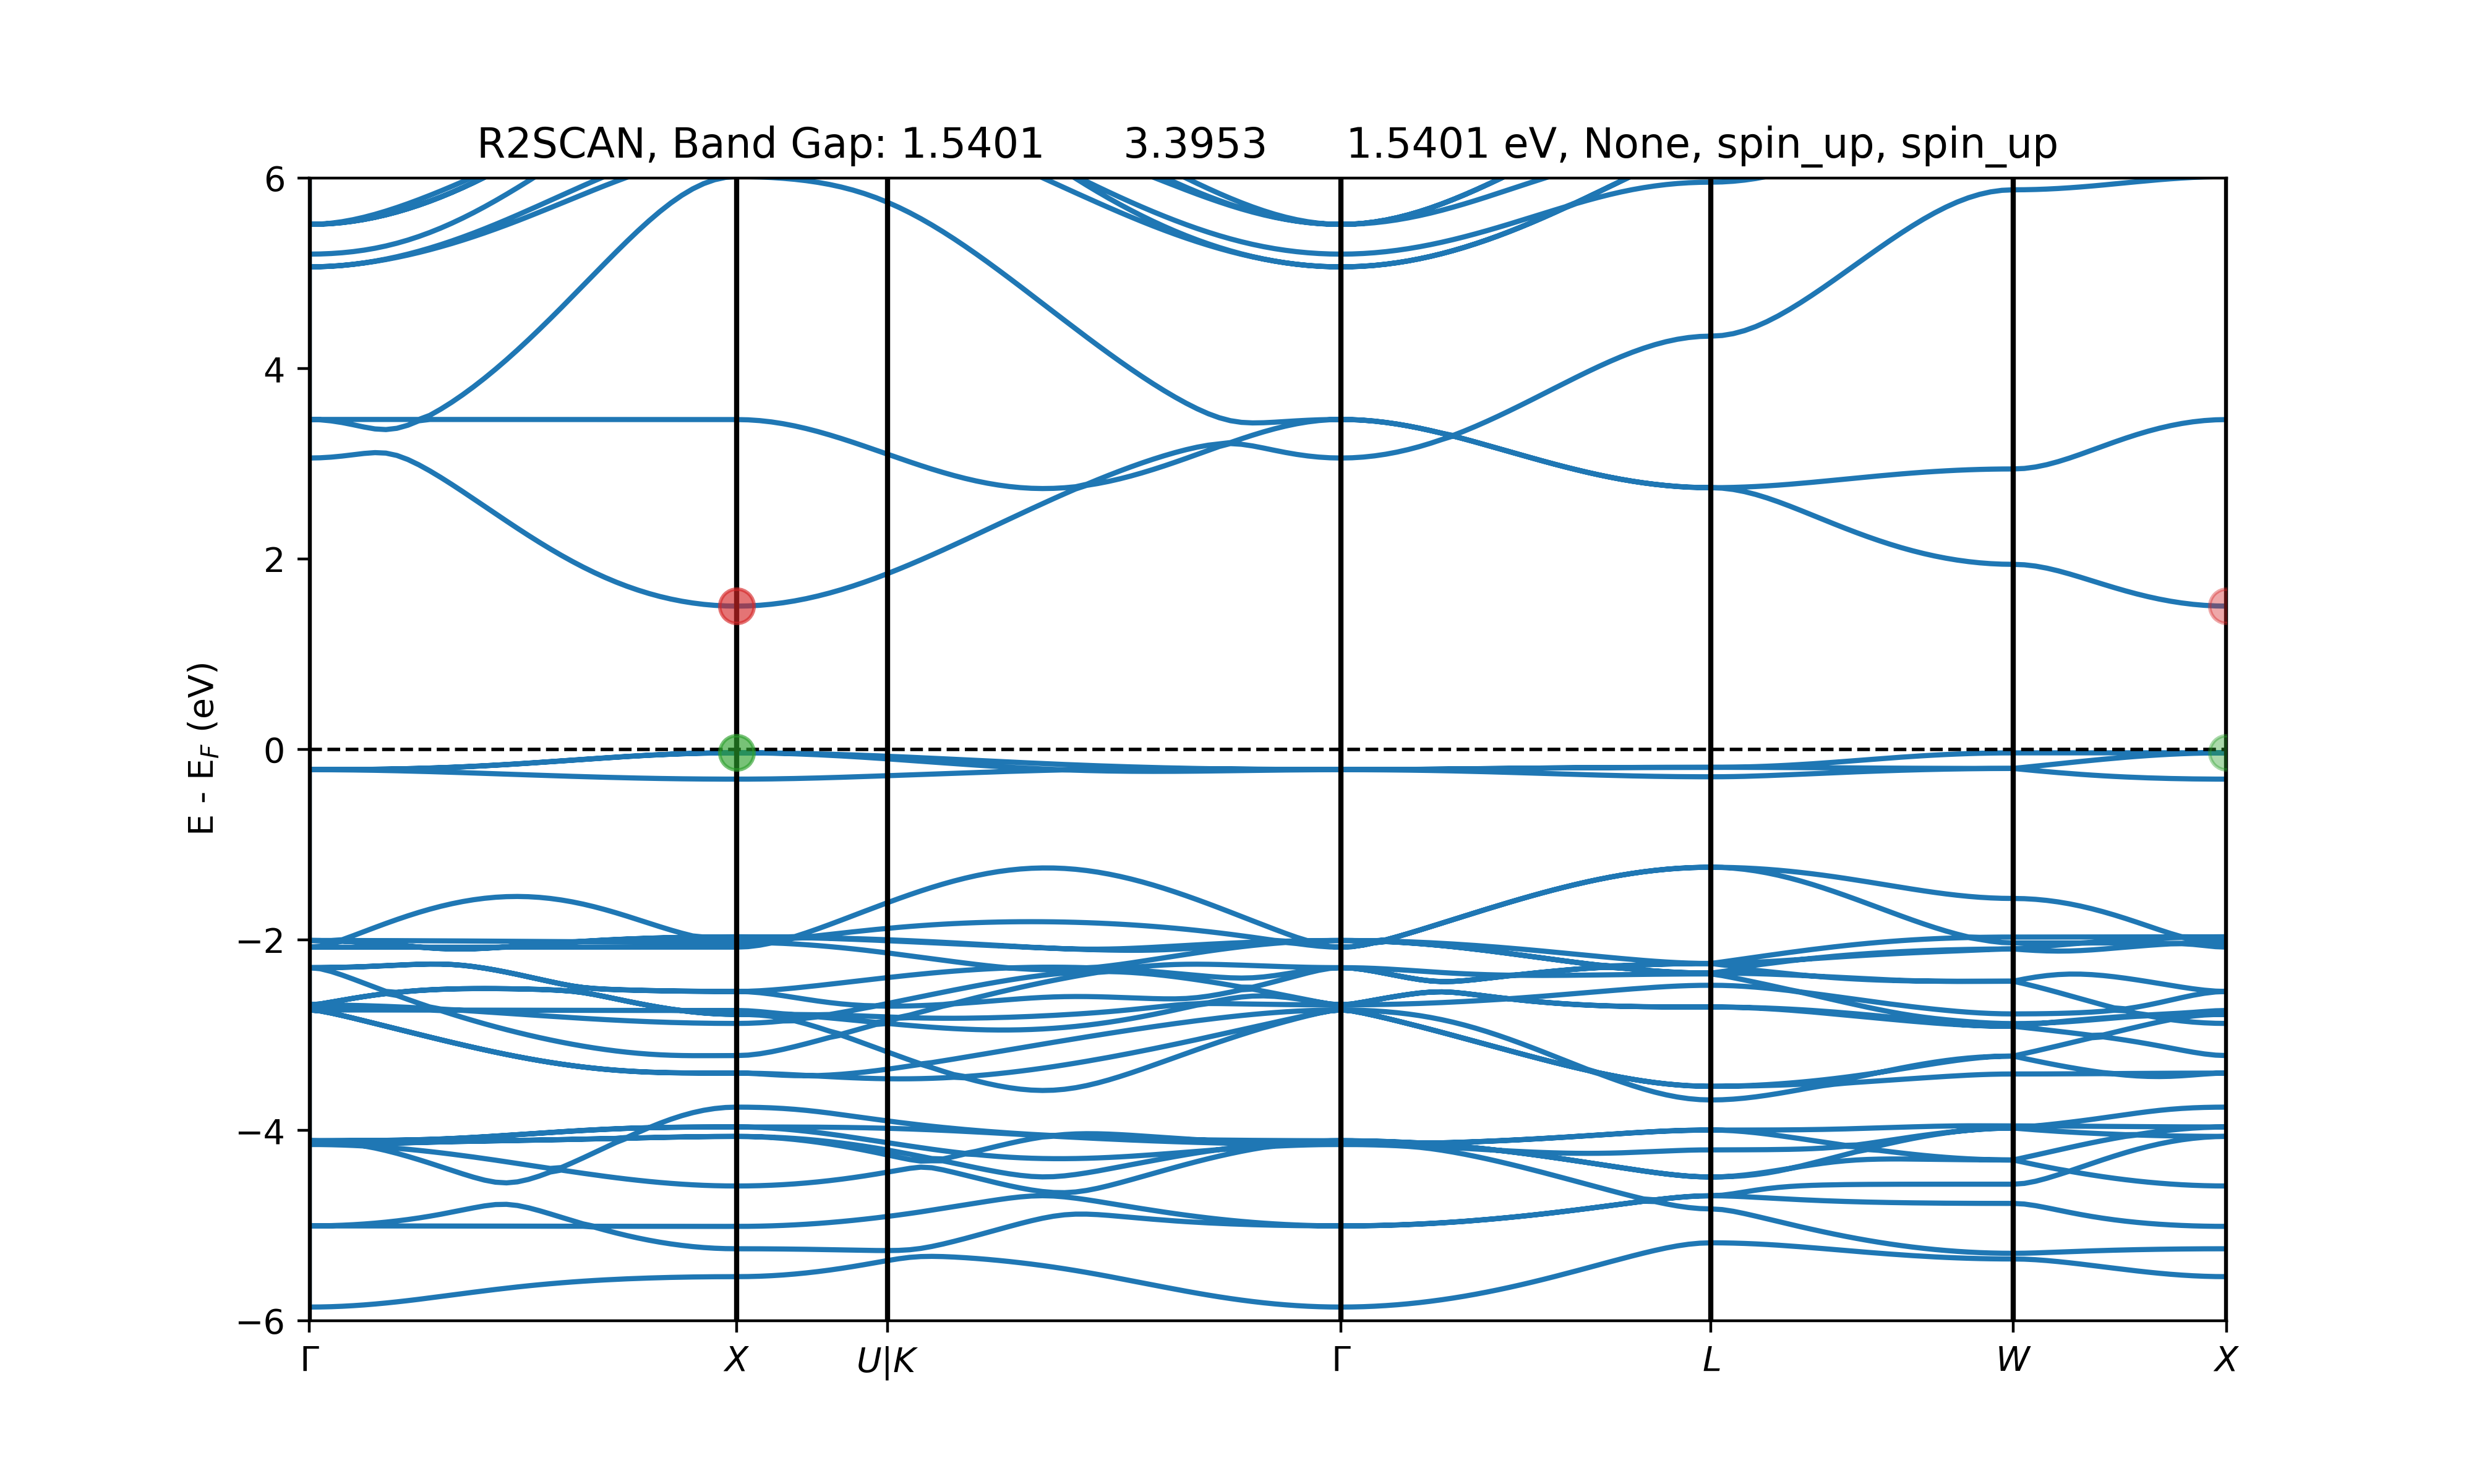 R2SCAN, Band Gap: 1.5401 3.3953 1.5401 eV, None, spin_up, spin_up
6
4
2
0
−2
−4
−6
E - E_F (eV)
Γ X U|K Γ L W X